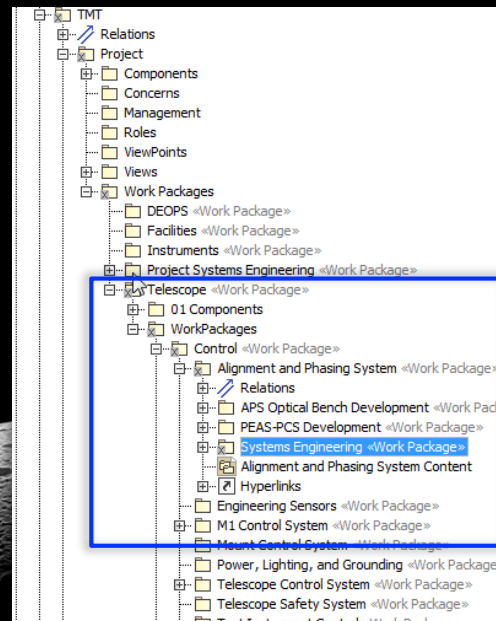 TMT
Relations
Project
Components
Concerns
Management
Roles
ViewPoints
Views
Work Packages
DEOPS «Work Package»
Facilities «Work Package»
Instruments «Work Package»
Project Systems Engineering «Work Package»
Telescope «Work Package»
01 Components
WorkPackages
Control «Work Package»
Alignment and Phasing System «Work Package»
Relations
APS Optical Bench Development «Work Pac
PEAS-PCS Development «Work Package»
Systems Engineering «Work Package»
Alignment and Phasing System Content
Hyperlinks
Engineering Sensors «Work Package»
M1 Control System «Work Package»
Mount Control System «Work Package»
Power, Lighting, and Grounding «Work Package
Telescope Control System «Work Package»
Telescope Safety System «Work Package»